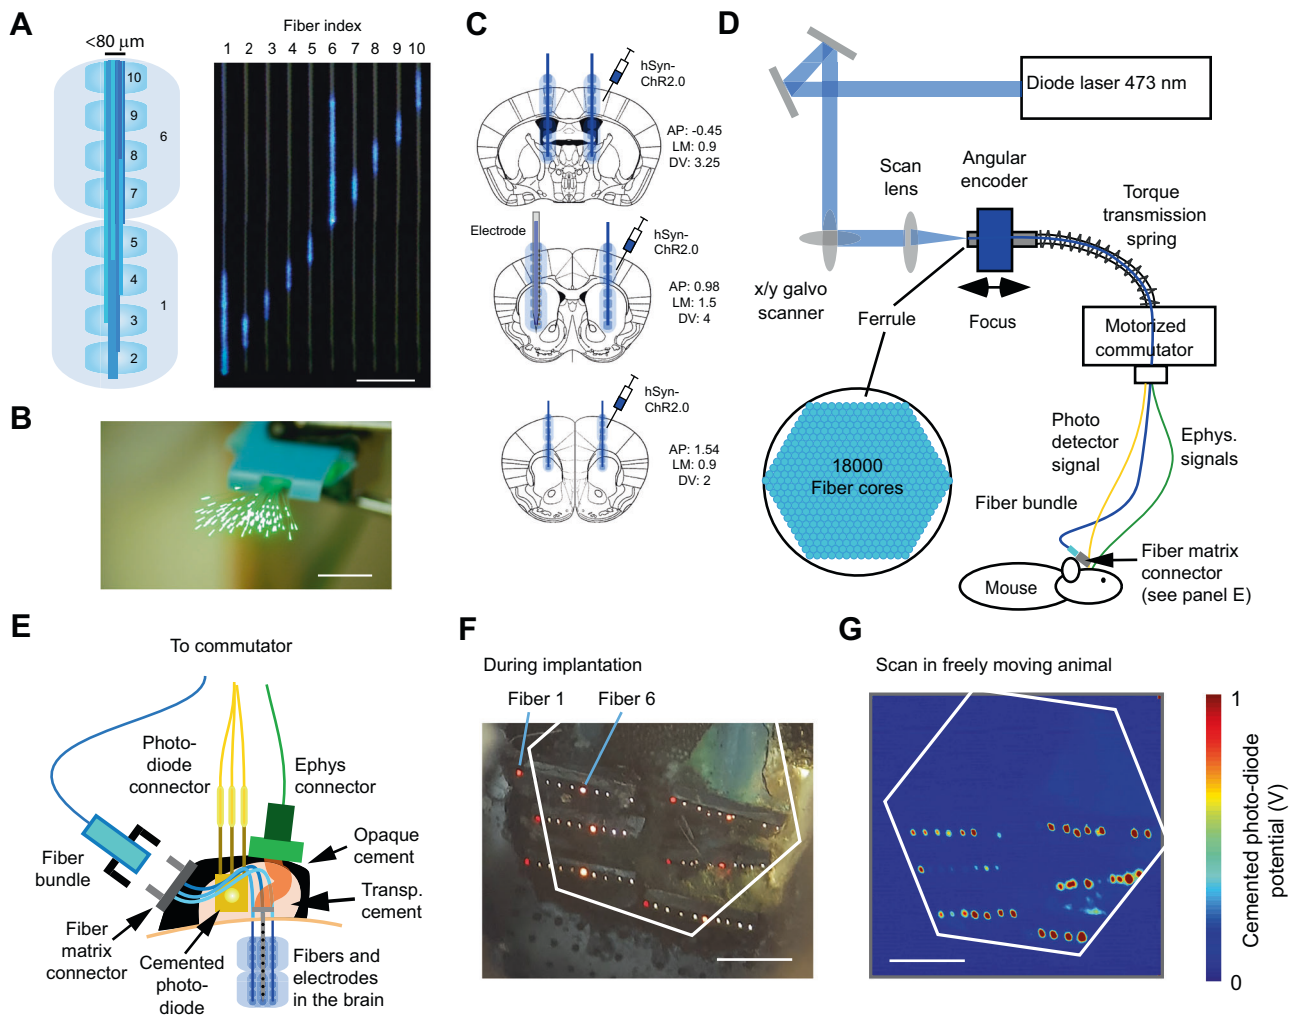 A
<80 µm
10
9
6
8
7
5
4
1
3
2
Fiber index
1 2 3 4 5 6 7 8 9 10
B
C
hSyn-
ChR2.0
AP: -0.45
LM: 0.9
DV: 3.25
Electrode
hSyn-
ChR2.0
AP: 0.98
LM: 1.5
DV: 4
hSyn-
ChR2.0
AP: 1.54
LM: 0.9
DV: 2
D
Diode laser 473 nm
Scan
lens
Angular
encoder
Torque
transmission
spring
x/y galvo
scanner
Ferrule
Focus
Motorized
commutator
18000
Fiber cores
Photo
detector
signal
Ephys.
signals
Fiber bundle
Fiber matrix
connector
(see panel E)
Mouse
E
To commutator
Photo-
diode
connector
Ephys
connector
Opaque
cement
Fiber
bundle
Transp.
cement
Fiber
matrix
connector
Cemented
photo-
diode
Fibers and
electrodes
in the brain
F
During implantation
Fiber 1
Fiber 6
G
Scan in freely moving animal
1
0
Cemented photo-diode
potential (V)